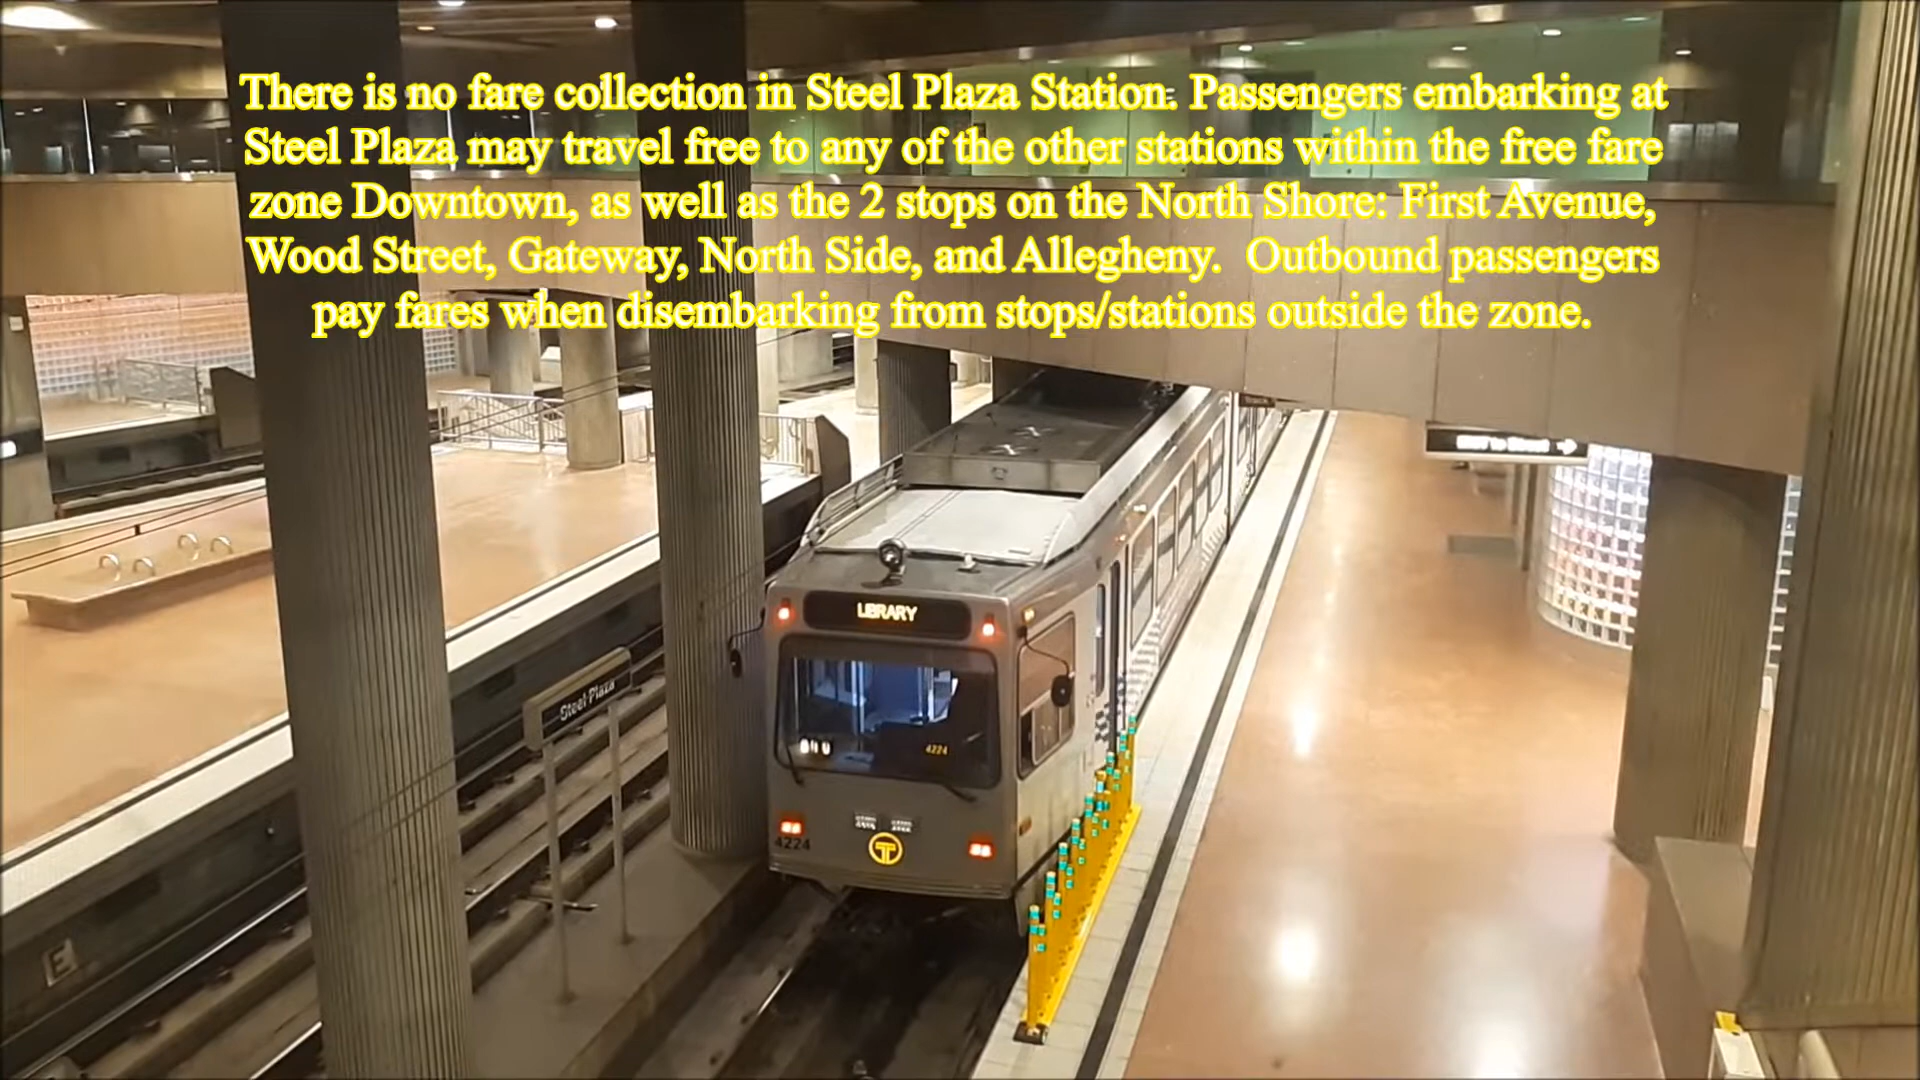 There is no fare collection in Steel Plaza Station. Passengers embarking at
Steel Plaza may travel free to any of the other stations within the free fare
zone Downtown, as well as the 2 stops on the North Shore: First Avenue,
Wood Street, Gateway, North Side, and Allegheny. Outbound passengers
pay fares when disembarking from stops/stations outside the zone.
LIBRARY
Steel Plaza
4224
4224
T
E